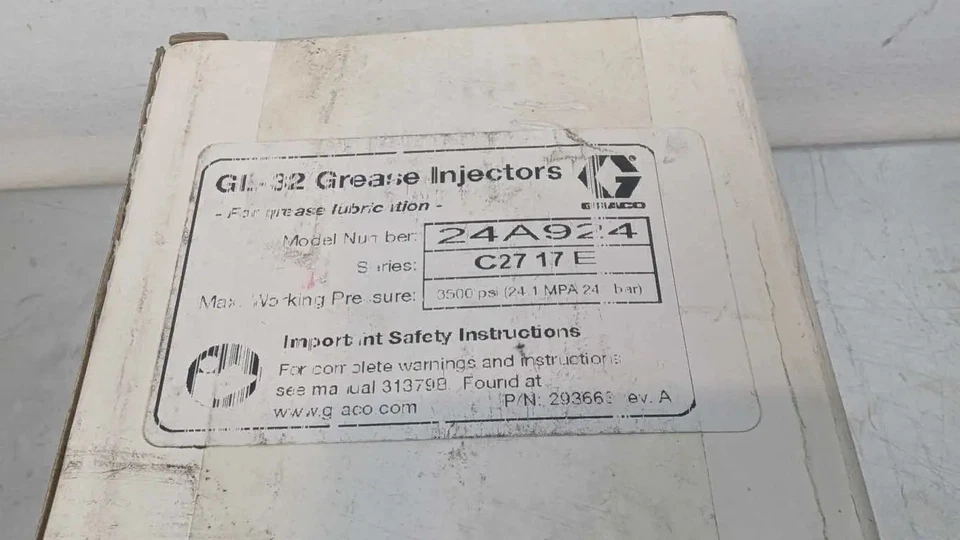 GL-32 Grease Injectors
GRACO
- For grease lubrication -
Model Number: 24A924
Series: C27 17 E
Max. Working Pressure: 3500 psi (24.1 MPA 24 bar)
Important Safety Instructions
For complete warnings and instructions
see manual 313798. Found at
www.graco.com
P/N: 293663 rev. A